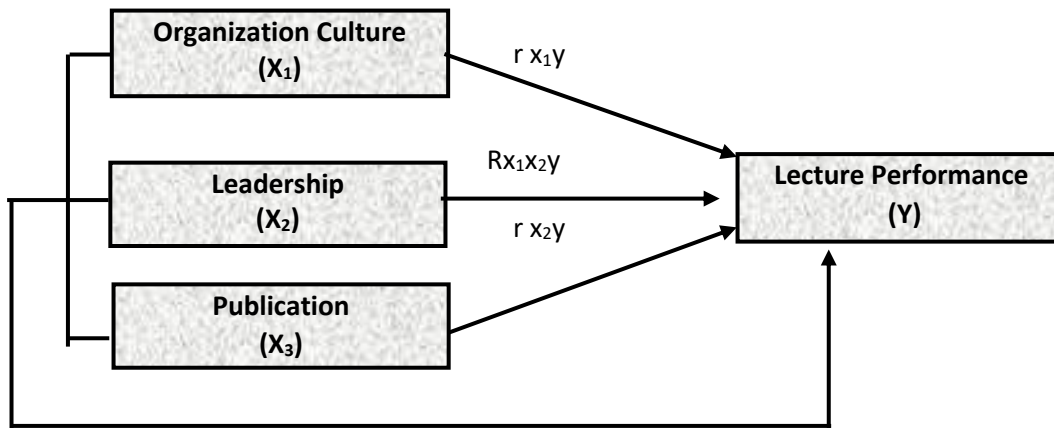 Organization Culture
(X₁)
r x₁y
Rx₁x₂y
Leadership
(X₂)
Lecture Performance
(Y)
r x₂y
Publication
(X₃)